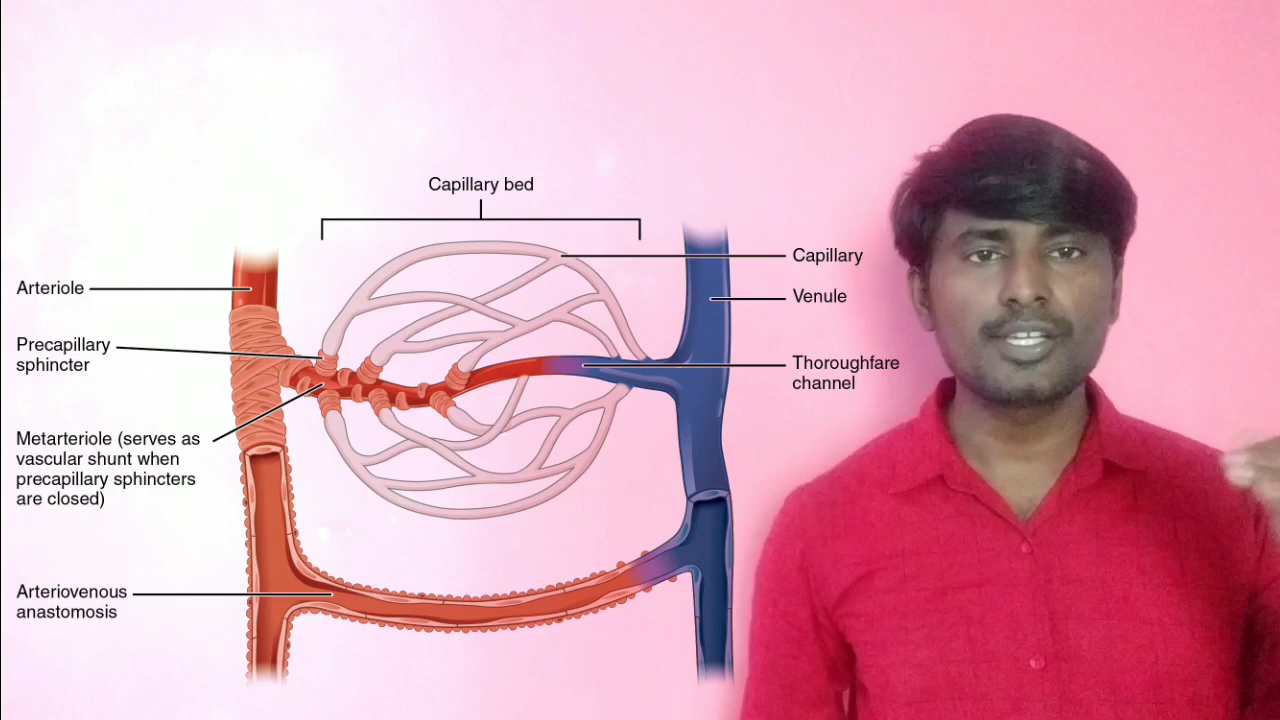 Capillary bed
Arteriole
Precapillary
sphincter
Metarteriole (serves as
vascular shunt when
precapillary sphincters
are closed)
Arteriovenous
anastomosis
Capillary
Venule
Thoroughfare
channel